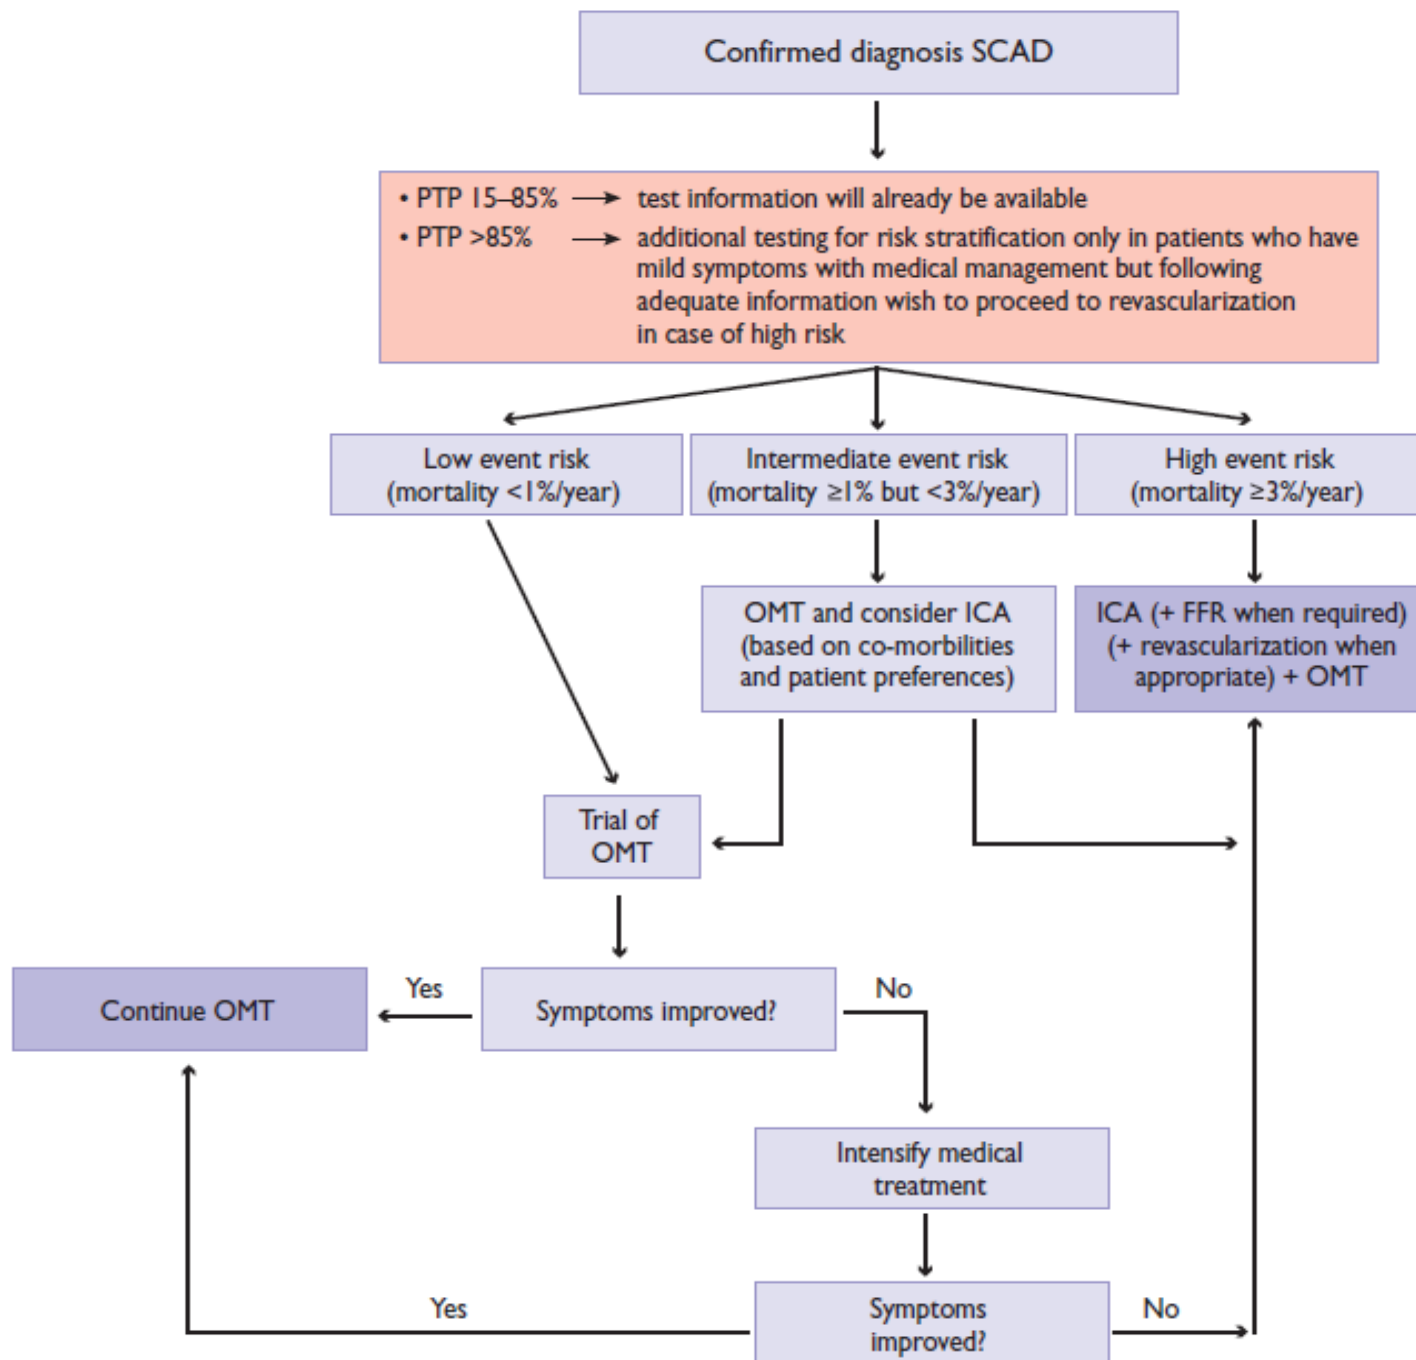 Confirmed diagnosis SCAD
• PTP 15–85% → test information will already be available
• PTP >85% → additional testing for risk stratification only in patients who have
mild symptoms with medical management but following
adequate information wish to proceed to revascularization
in case of high risk
Low event risk
(mortality <1%/year)
Intermediate event risk
(mortality ≥1% but <3%/year)
High event risk
(mortality ≥3%/year)
OMT and consider ICA
(based on co-morbilities
and patient preferences)
ICA (+ FFR when required)
(+ revascularization when
appropriate) + OMT
Trial of
OMT
Continue OMT
Yes
Symptoms improved?
No
Intensify medical
treatment
Yes
Symptoms
improved?
No